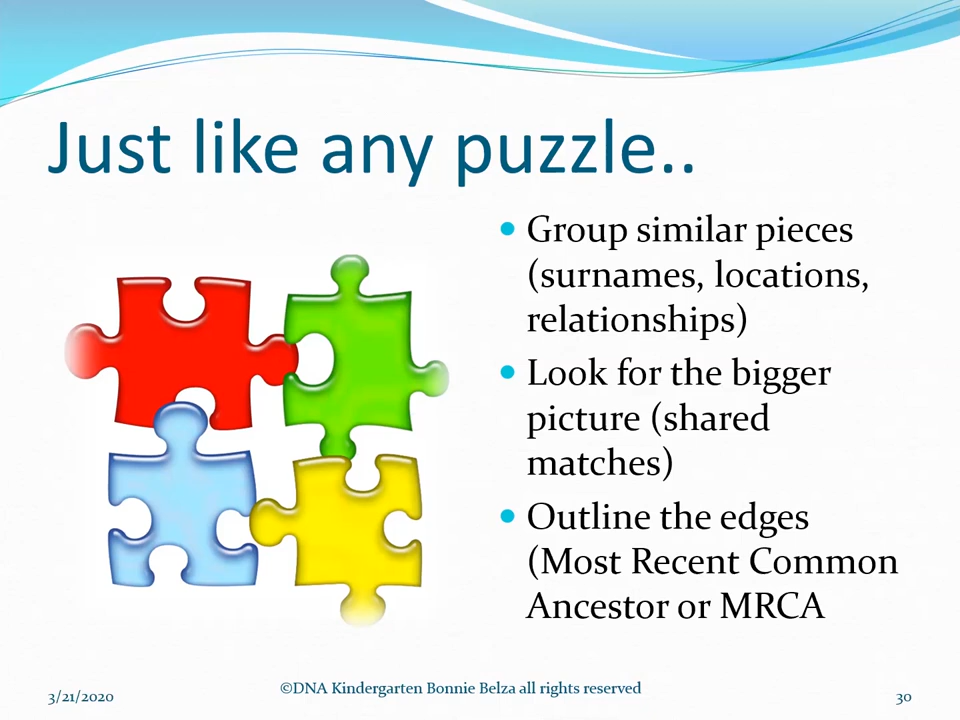 Just like any puzzle..
Group similar pieces
(surnames, locations,
relationships)
Look for the bigger
picture (shared
matches)
Outline the edges
(Most Recent Common
Ancestor or MRCA
3/21/2020
©DNA Kindergarten Bonnie Belza all rights reserved
30